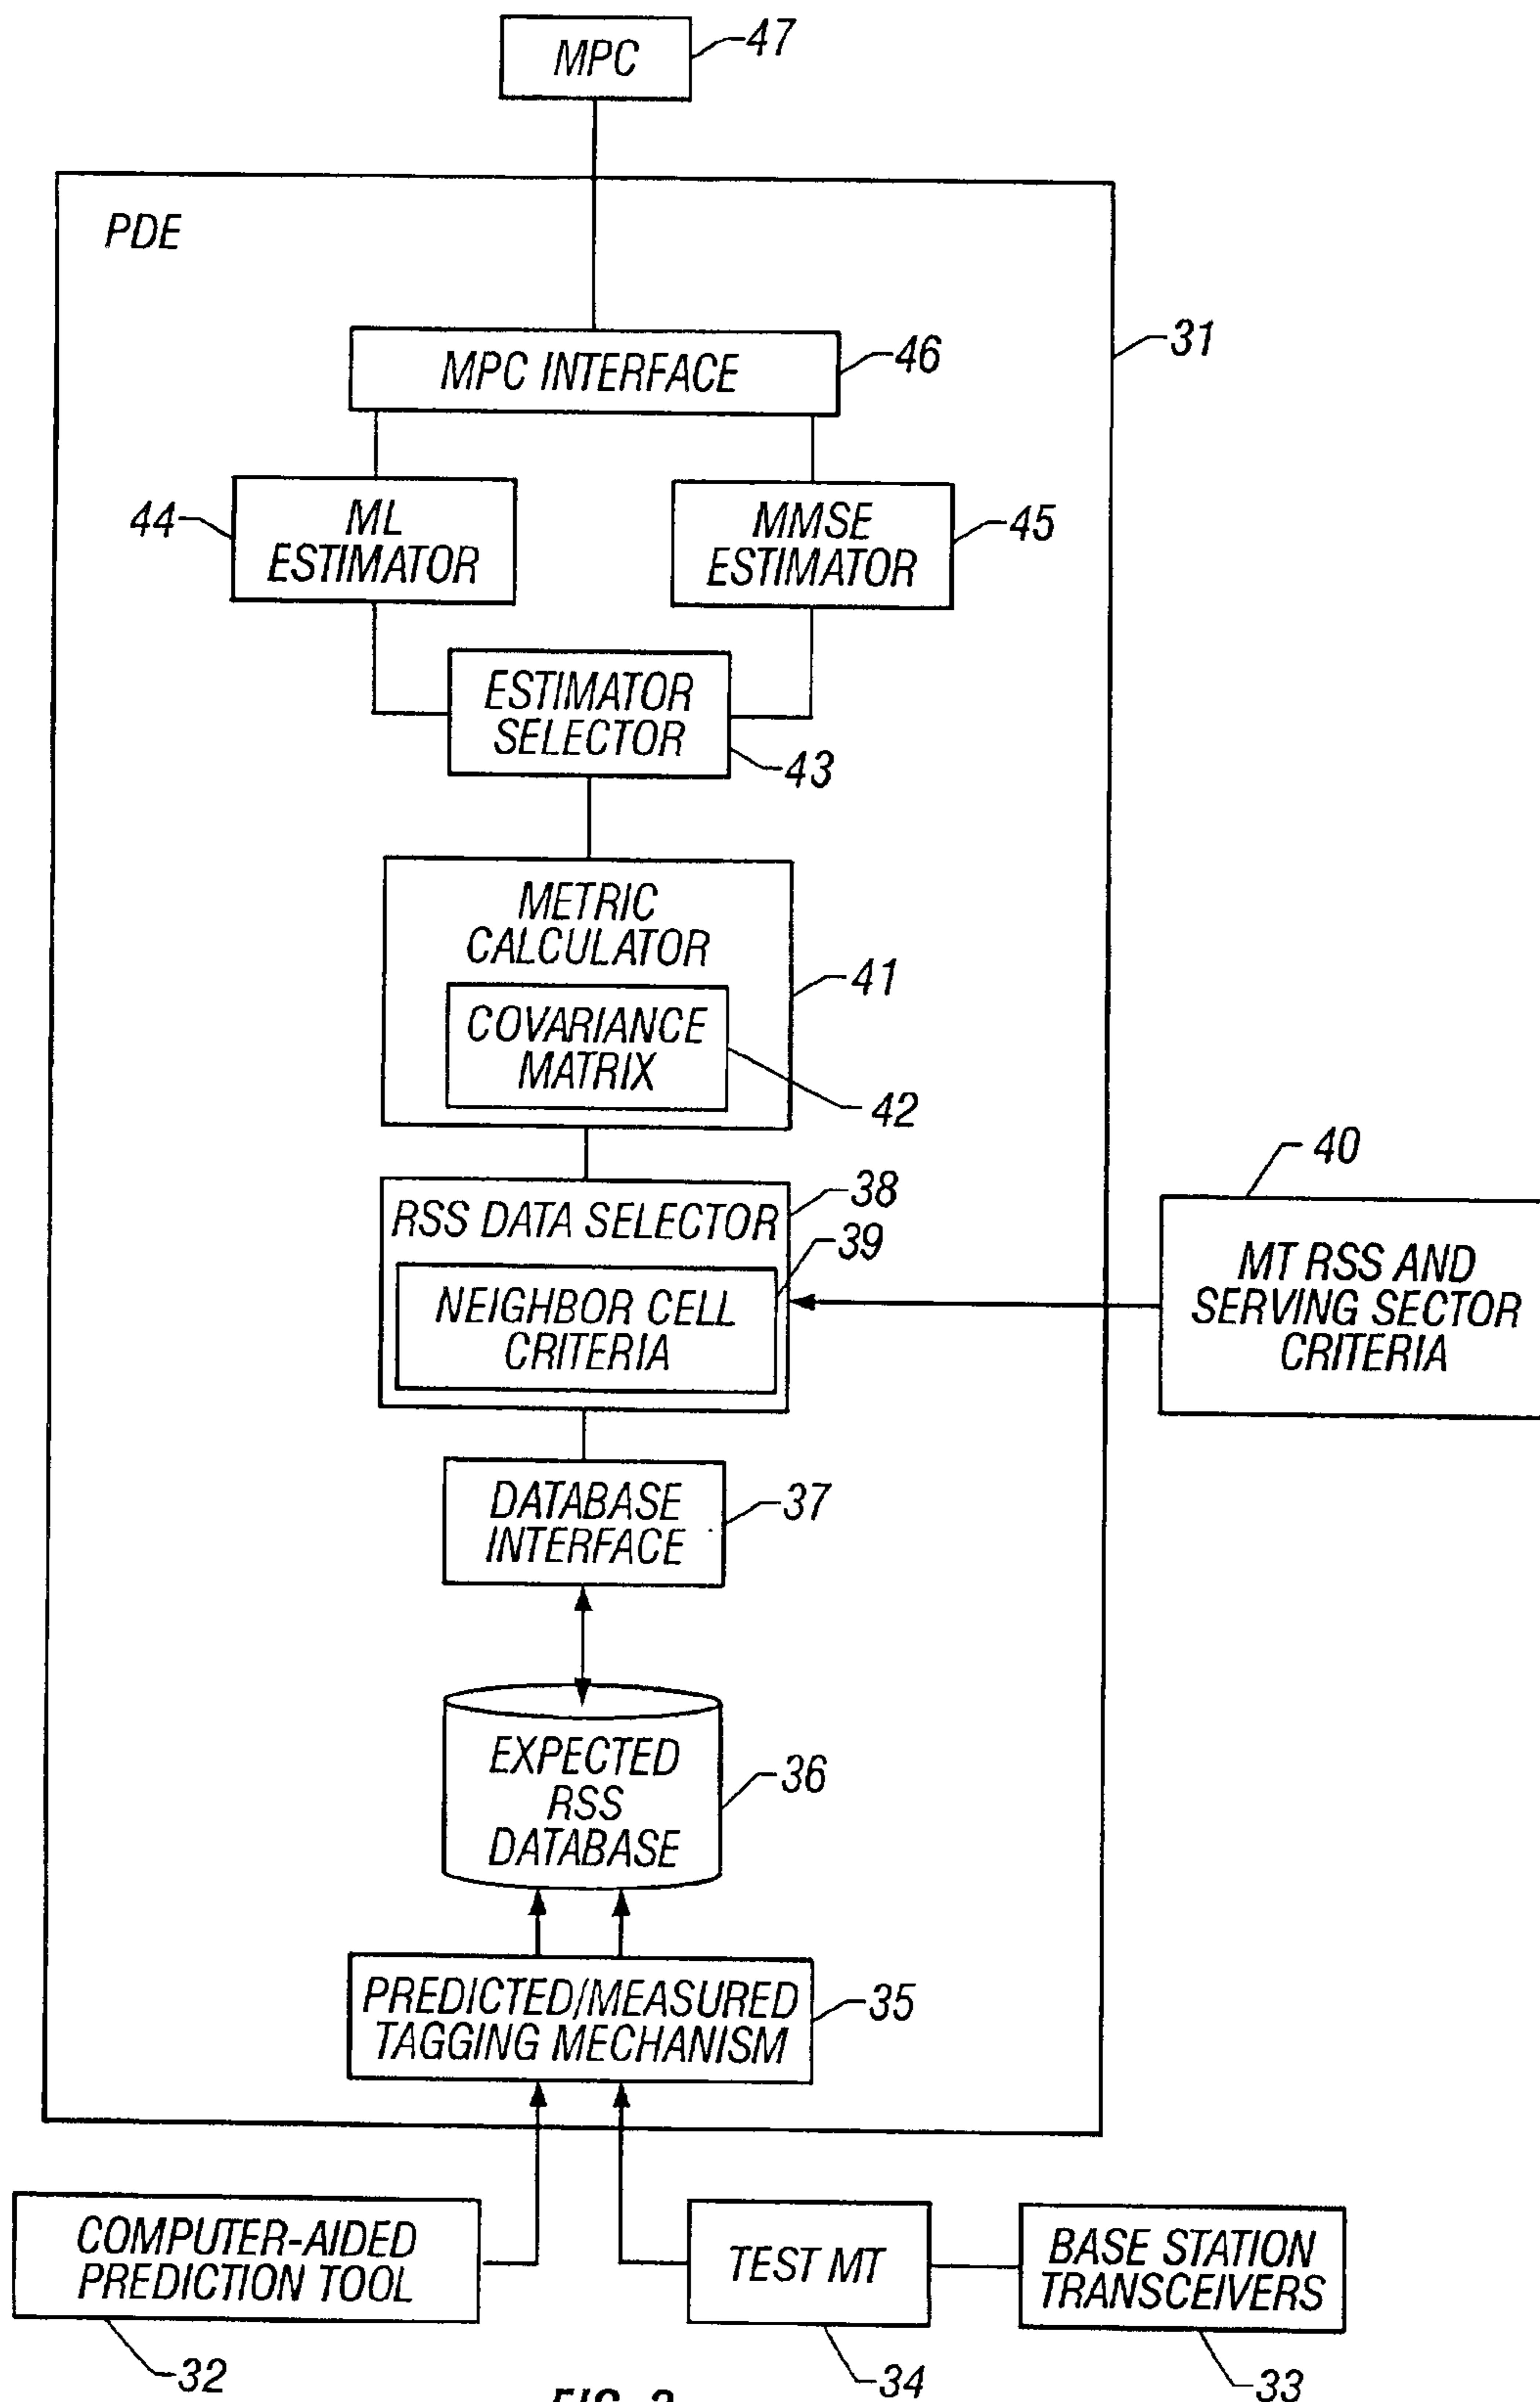 MPC
47
PDE
31
MPC INTERFACE
46
44
ML
ESTIMATOR
MMSE
ESTIMATOR
45
ESTIMATOR
SELECTOR
43
METRIC
CALCULATOR
41
COVARIANCE
MATRIX
42
RSS DATA SELECTOR
38
39
NEIGHBOR CELL
CRITERIA
40
MT RSS AND
SERVING SECTOR
CRITERIA
DATABASE
INTERFACE
37
EXPECTED
RSS
DATABASE
36
PREDICTED/MEASURED
TAGGING MECHANISM
35
COMPUTER-AIDED
PREDICTION TOOL
32
TEST MT
34
BASE STATION
TRANSCEIVERS
33
FIG.